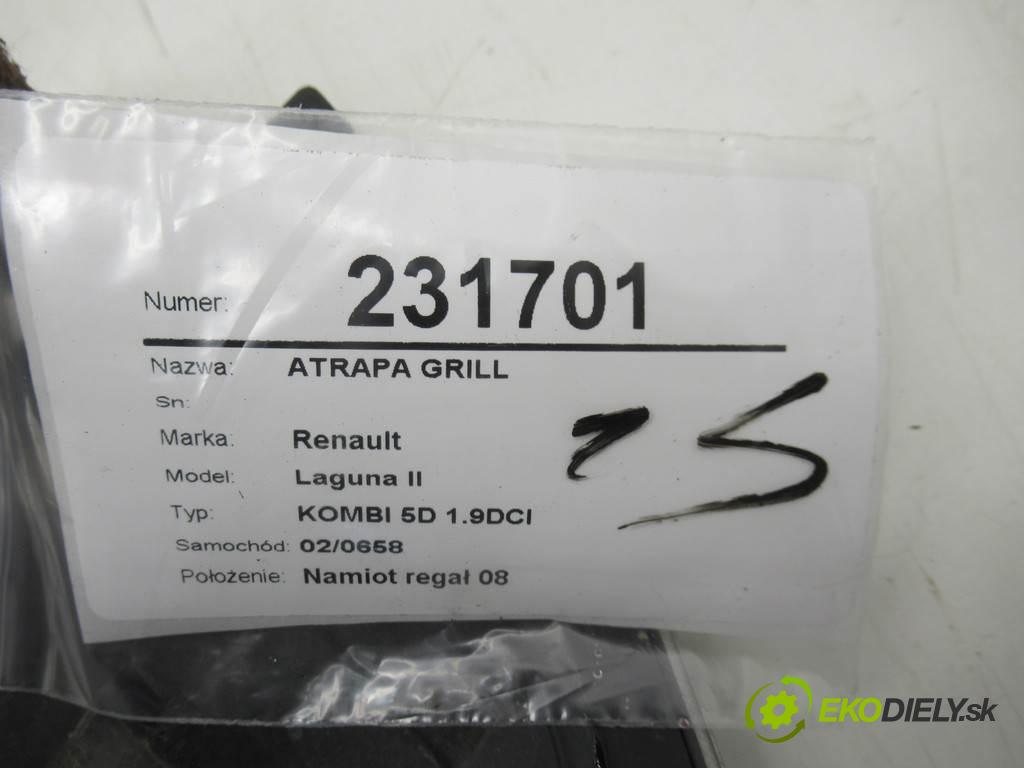 Numer: 231701
Nazwa: ATRAPA GRILL
Sn:
Marka: Renault
Model: Laguna II
Typ: KOMBI 5D 1.9DCI
Samochód: 02/0658
Położenie: Namiot regał 08
EKODIELY.sk